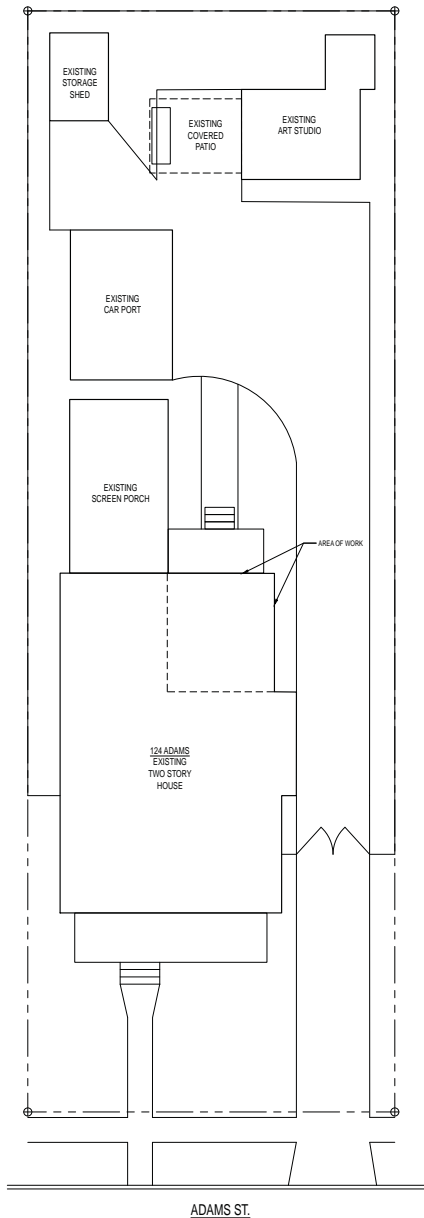 EXISTING
STORAGE
SHED
EXISTING
COVERED
PATIO
EXISTING
ART STUDIO
EXISTING
CAR PORT
EXISTING
SCREEN PORCH
AREA OF WORK
124 ADAMS
EXISTING
TWO STORY
HOUSE
ADAMS ST.